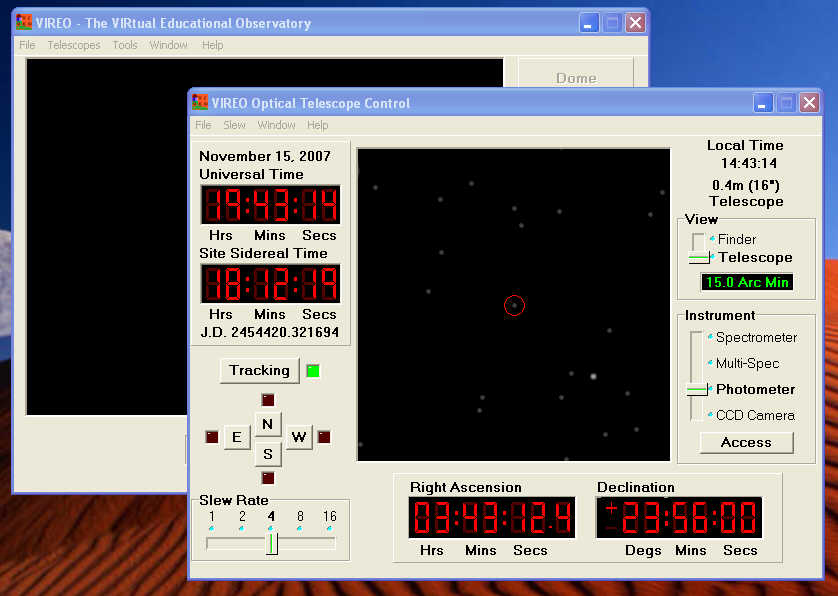 VIREO - The VIRtual Educational Observatory
File Telescopes Tools Window Help
Dome
VIREO Optical Telescope Control
File Slew Window Help
November 15, 2007
Universal Time
19:43:14
Hrs Mins Secs
Site Sidereal Time
18:12:19
Hrs Mins Secs
J.D. 2454420.321694
Tracking
N
E
W
S
Slew Rate
1 2 4 8 16
Local Time
14:43:14
0.4m (16")
Telescope
View
Finder
Telescope
15.0 Arc Min
Instrument
Spectrometer
Multi-Spec
Photometer
CCD Camera
Access
Right Ascension
03:43:12.4
Hrs Mins Secs
Declination
+23:56:00
Degs Mins Secs